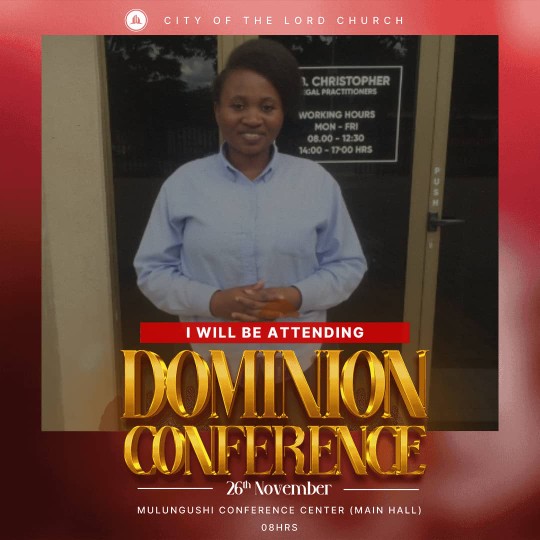 CITY OF THE LORD CHURCH
. CHRISTOPHER
GAL PRACTITIONERS
WORKING HOURS
MON - FRI
08.00 - 12:30
14:00 - 17:00 HRS
PUSH
I WILL BE ATTENDING
DOMINION
CONFERENCE
26th November
MULUNGUSHI CONFERENCE CENTER (MAIN HALL)
08HRS